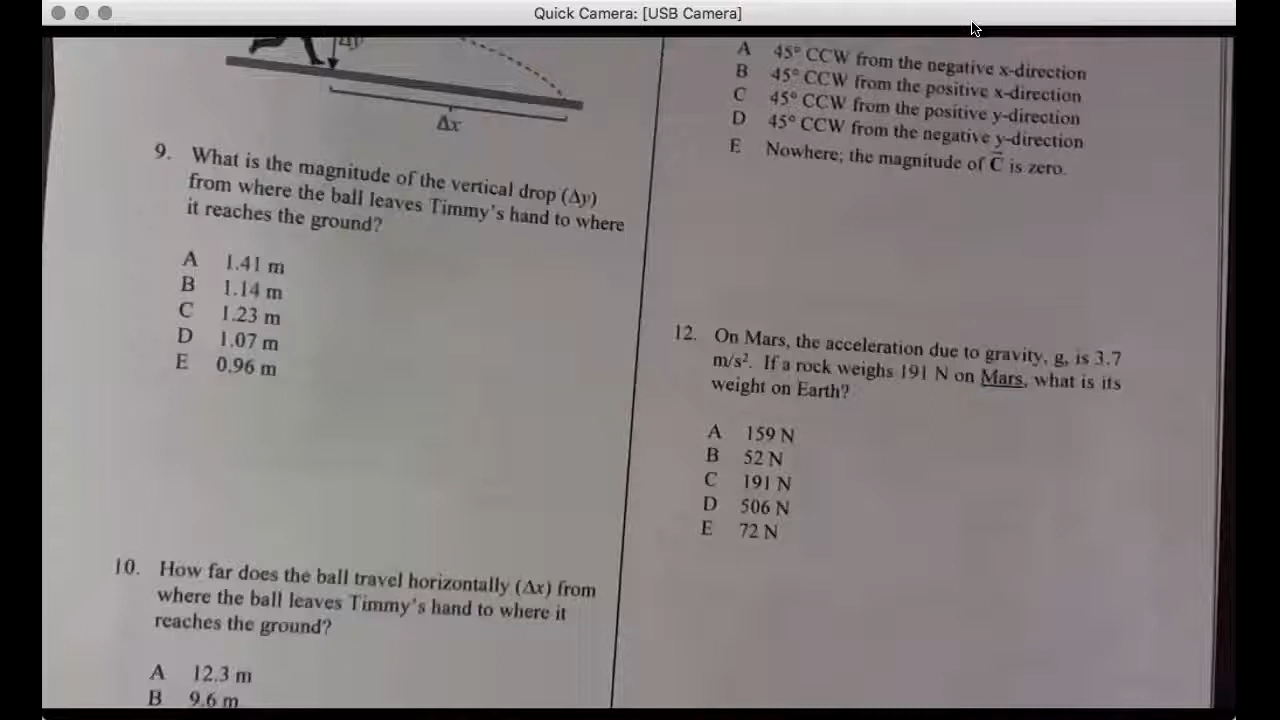 Quick Camera: [USB Camera]
Δy
Δx
9. What is the magnitude of the vertical drop (Δy)
from where the ball leaves Timmy's hand to where
it reaches the ground?
A 1.41 m
B 1.14 m
C 1.23 m
D 1.07 m
E 0.96 m
10. How far does the ball travel horizontally (Δx) from
where the ball leaves Timmy's hand to where it
reaches the ground?
A 12.3 m
B 9.6 m
A 45° CCW from the negative x-direction
B 45° CCW from the positive x-direction
C 45° CCW from the positive y-direction
D 45° CCW from the negative y-direction
E Nowhere; the magnitude of C⃗ is zero.
12. On Mars, the acceleration due to gravity, g, is 3.7
m/s². If a rock weighs 191 N on Mars, what is its
weight on Earth?
A 159 N
B 52 N
C 191 N
D 506 N
E 72 N